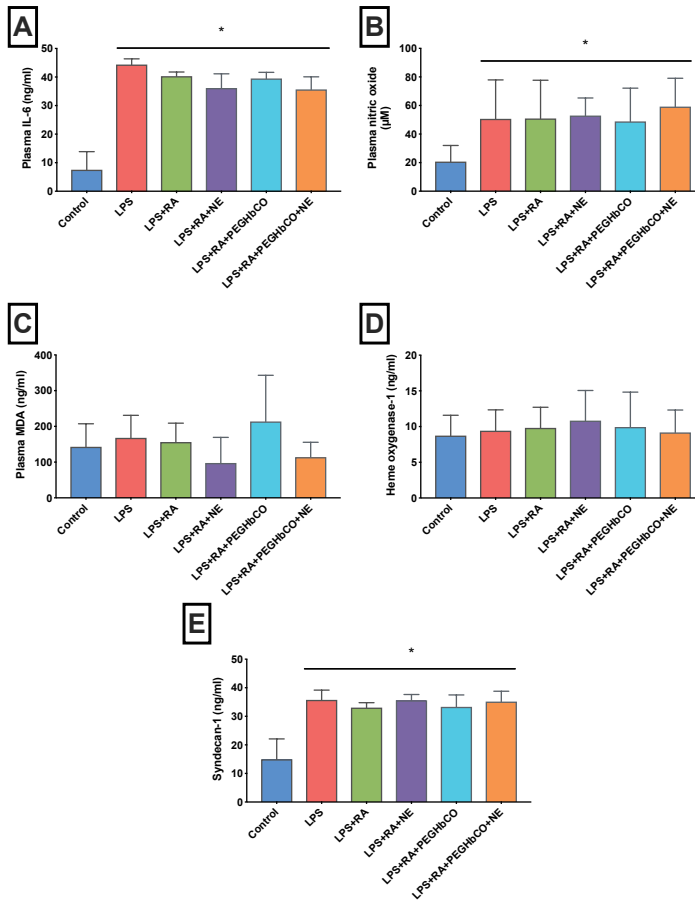 A
*
Plasma IL-6 (ng/ml)
50
40
30
20
10
0
Control
LPS
LPS+RA
LPS+RA+NE
LPS+RA+PEGHbCO
LPS+RA+PEGHbCO+NE
B
*
Plasma nitric oxide
(µM)
100
80
60
40
20
0
Control
LPS
LPS+RA
LPS+RA+NE
LPS+RA+PEGHbCO
LPS+RA+PEGHbCO+NE
C
Plasma MDA (ng/ml)
400
300
200
100
0
Control
LPS
LPS+RA
LPS+RA+NE
LPS+RA+PEGHbCO
LPS+RA+PEGHbCO+NE
D
Heme oxygenase-1 (ng/ml)
20
15
10
5
0
Control
LPS
LPS+RA
LPS+RA+NE
LPS+RA+PEGHbCO
LPS+RA+PEGHbCO+NE
E
*
Syndecan-1 (ng/ml)
50
40
30
20
10
0
Control
LPS
LPS+RA
LPS+RA+NE
LPS+RA+PEGHbCO
LPS+RA+PEGHbCO+NE